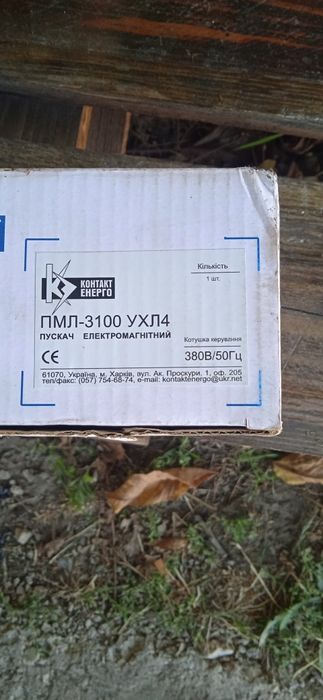 КОНТАКТ
ЕНЕРГО
Кількість
1 шт.
ПМЛ-3100 УХЛ4
ПУСКАЧ ЕЛЕКТРОМАГНІТНИЙ
Котушка керування
CE
380В/50Гц
61070, Україна, м. Харків, вул. Ак. Проскури, 1, оф. 205
тел/факс: (057) 754-68-74, e-mail: kontaktenergo@ukr.net